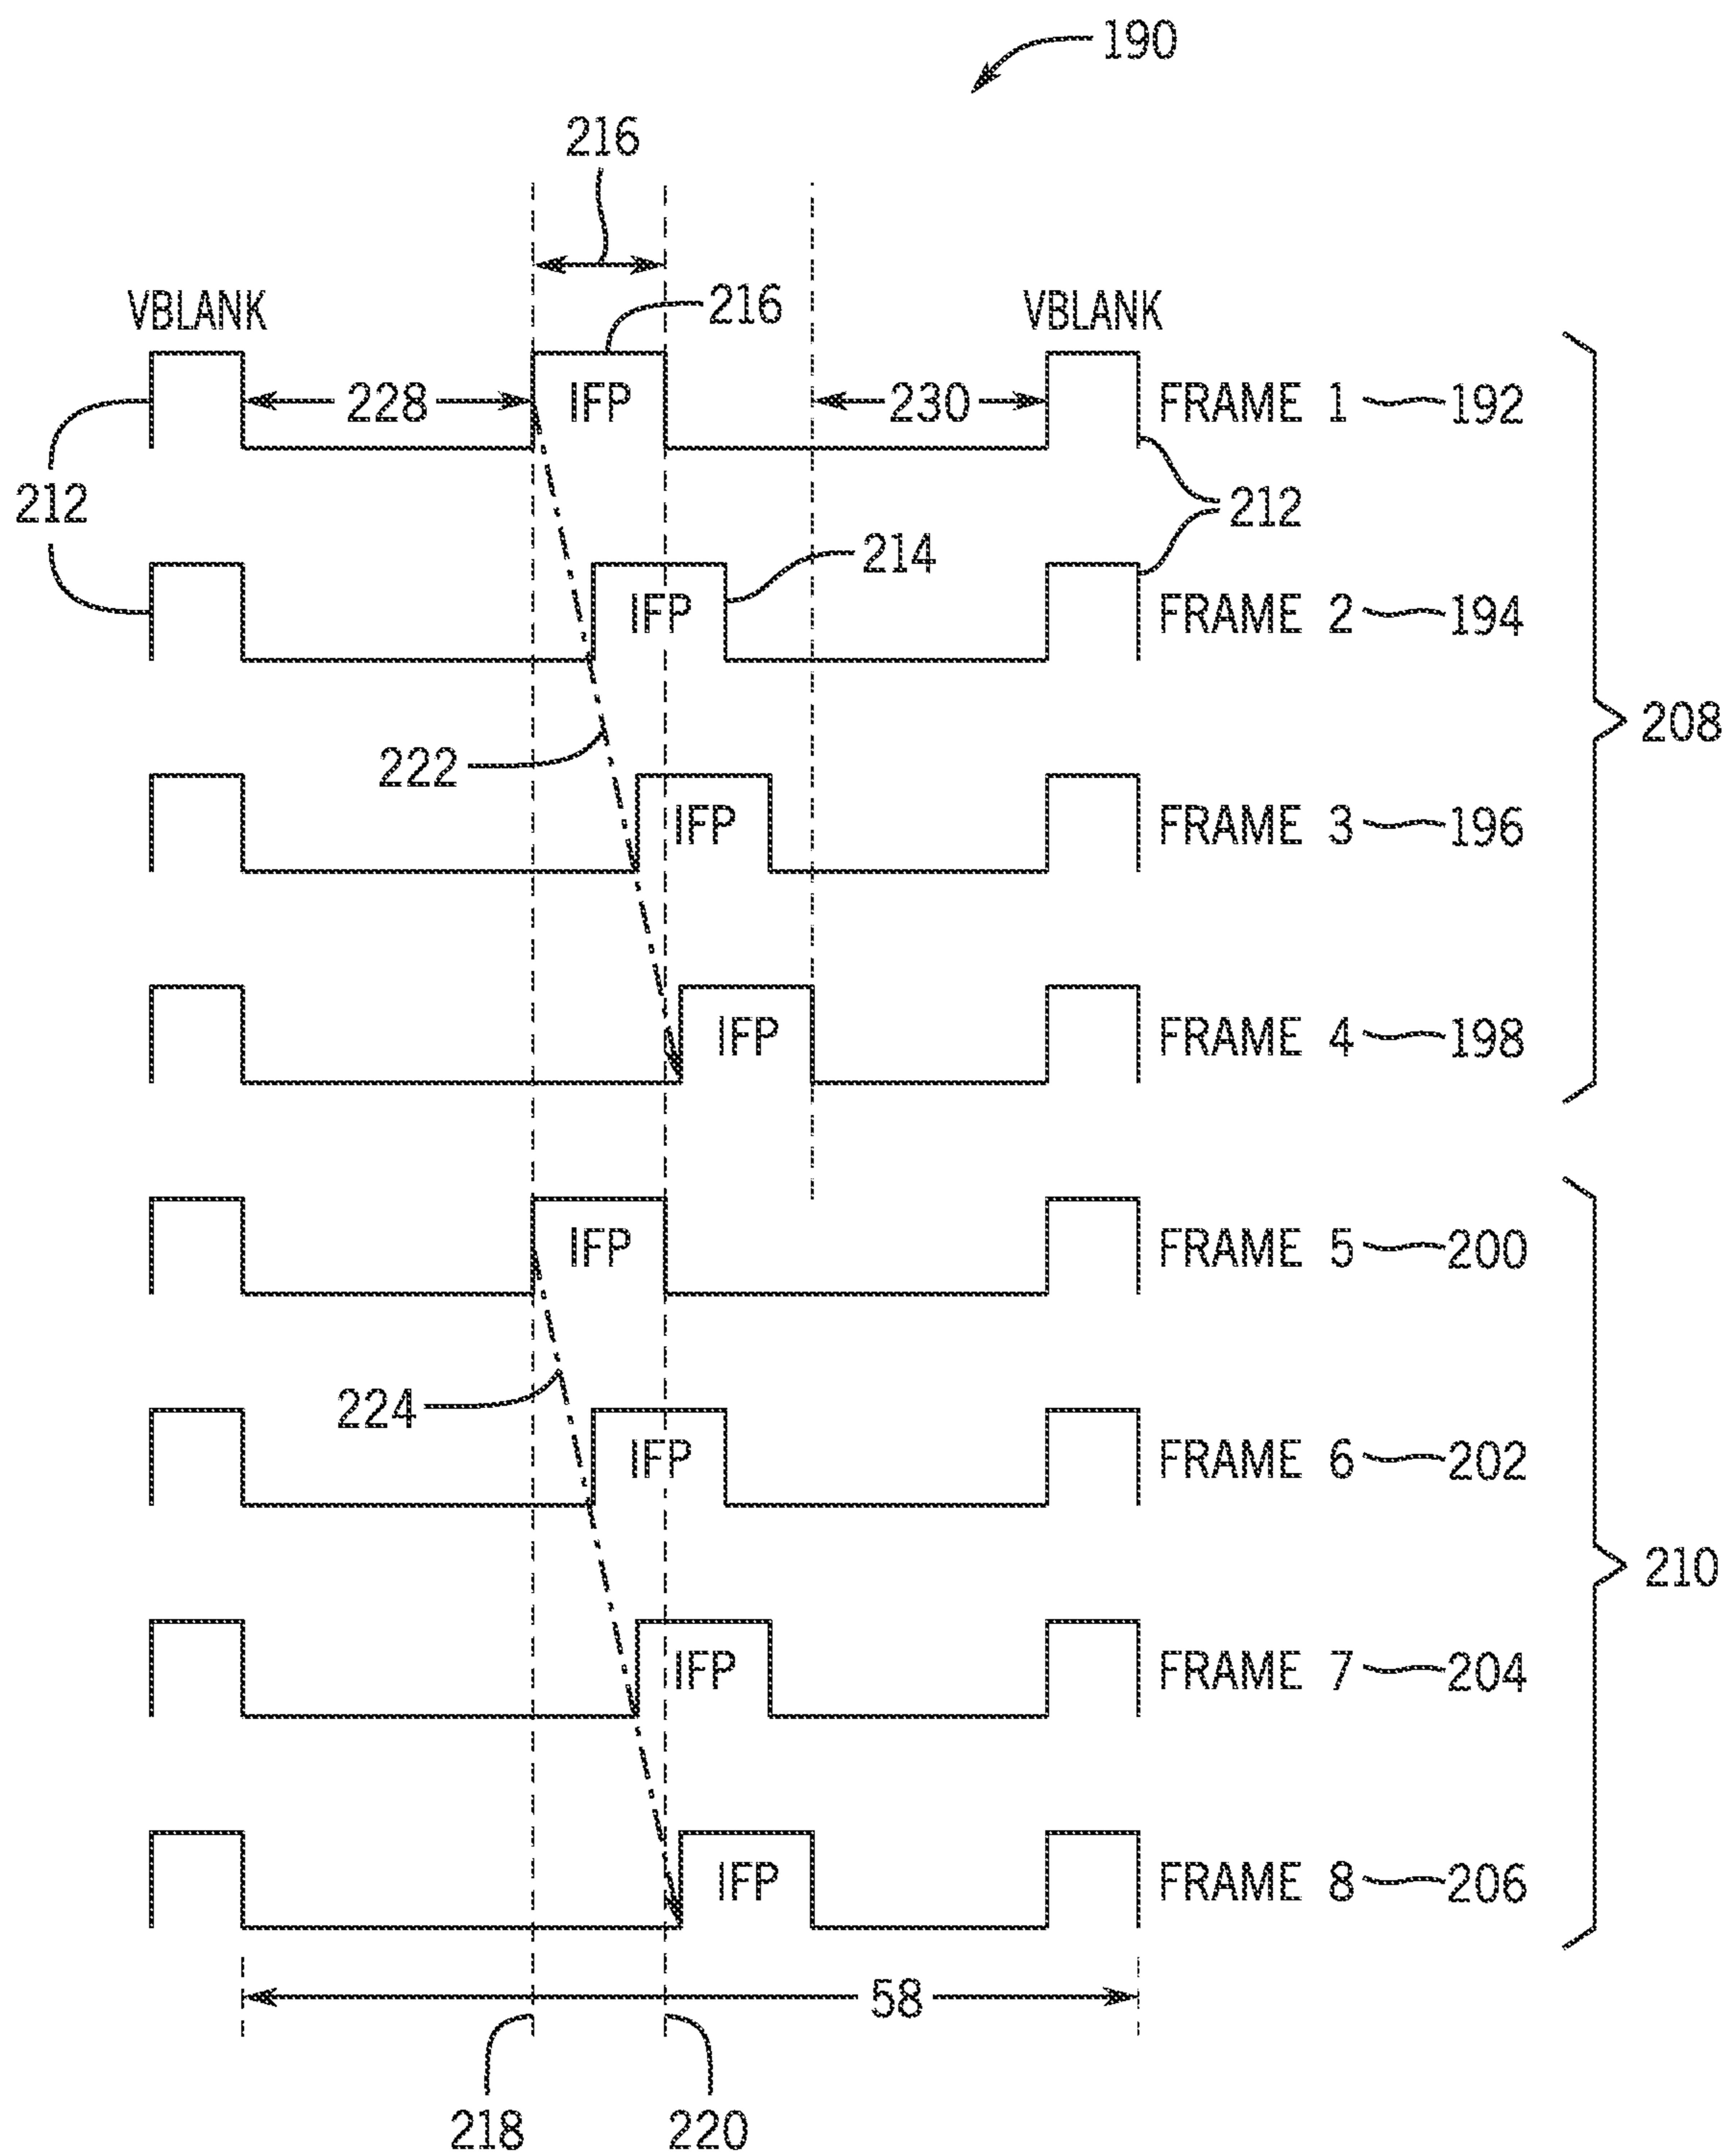 190
216
VBLANK
216
VBLANK
228
IFP
230
FRAME 1
192
212
212
214
IFP
FRAME 2
194
208
222
IFP
FRAME 3
196
IFP
FRAME 4
198
IFP
FRAME 5
200
224
IFP
FRAME 6
202
210
IFP
FRAME 7
204
IFP
FRAME 8
206
58
218
220